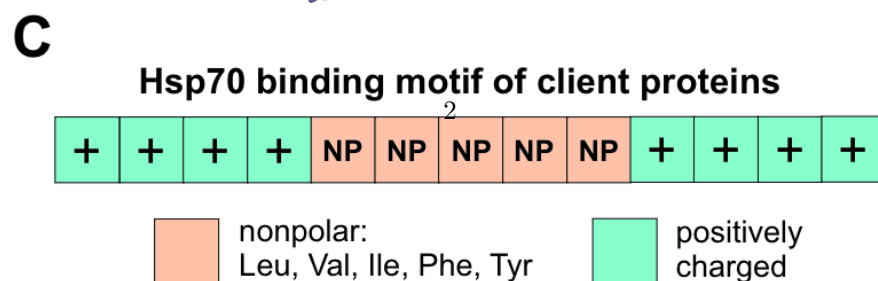 C
Hsp70 binding motif of client proteins
2
+ + + + NP NP NP NP NP + + + +
nonpolar:
Leu, Val, Ile, Phe, Tyr
positively
charged